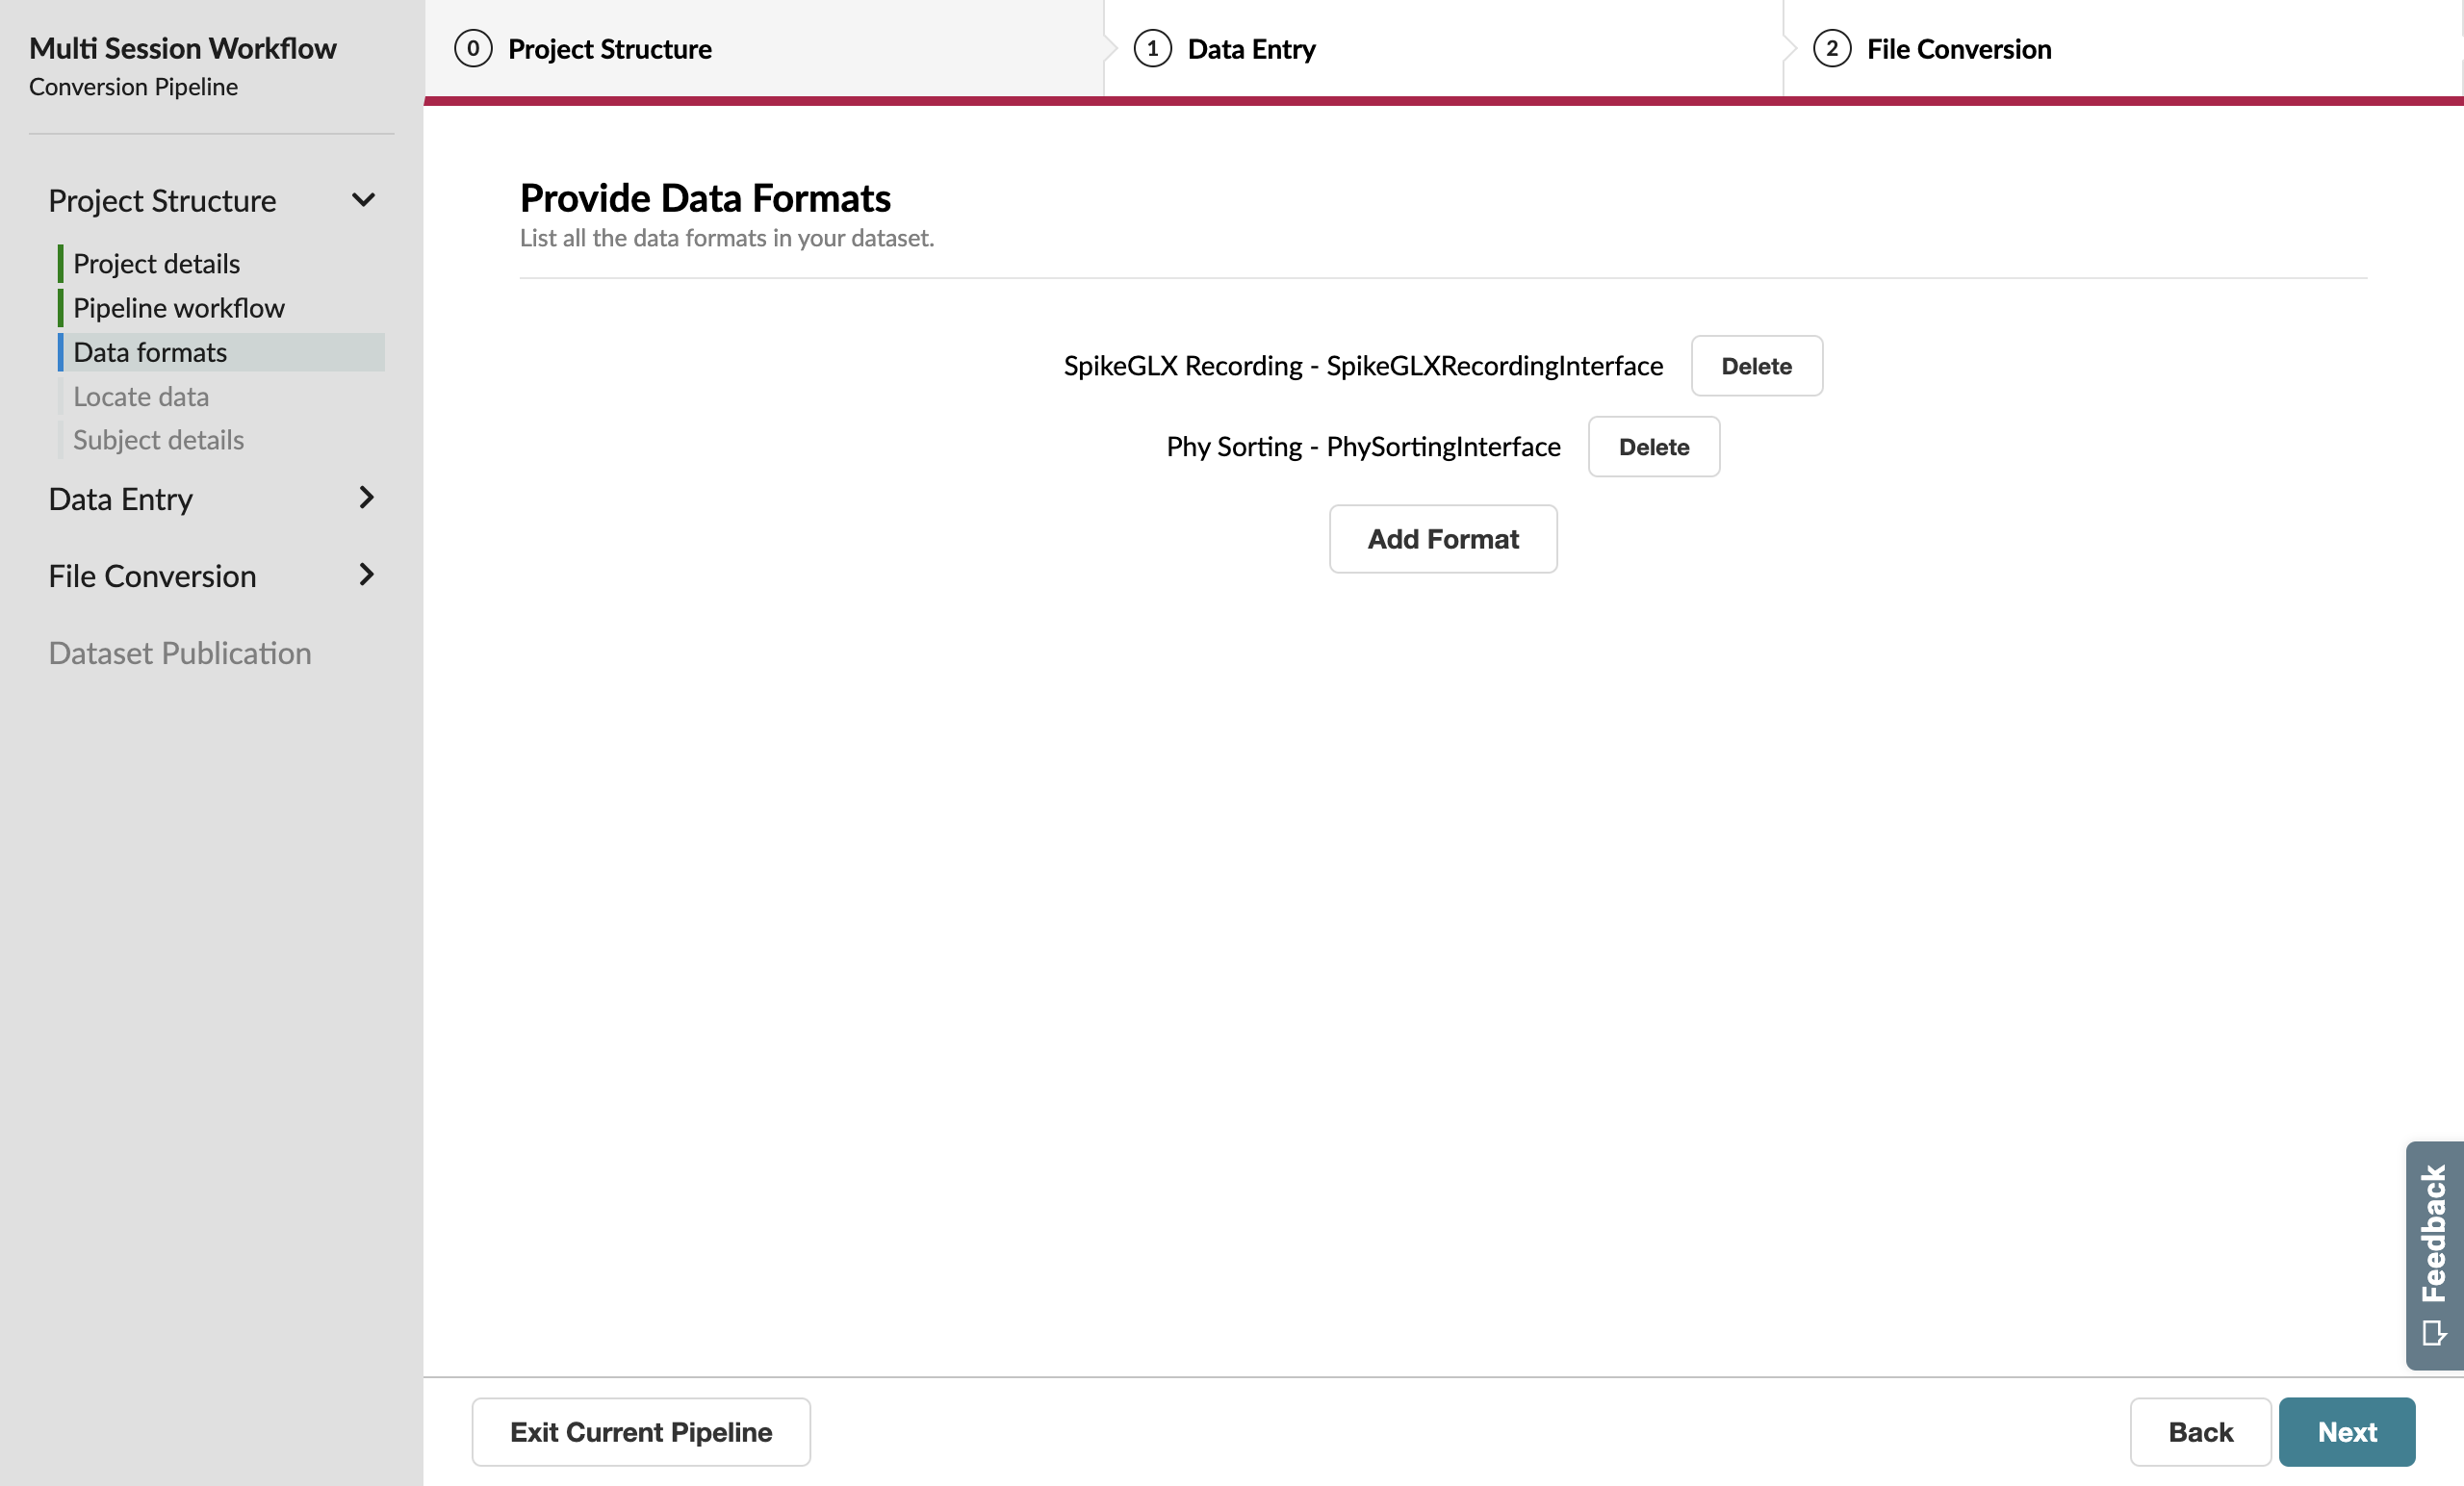 Multi Session Workflow
Conversion Pipeline
Project Structure
Project details
Pipeline workflow
Data formats
Locate data
Subject details
Data Entry
File Conversion
Dataset Publication
0 Project Structure
1 Data Entry
2 File Conversion
Provide Data Formats
List all the data formats in your dataset.
SpikeGLX Recording - SpikeGLXRecordingInterface Delete
Phy Sorting - PhySortingInterface Delete
Add Format
Feedback
Exit Current Pipeline
Back
Next